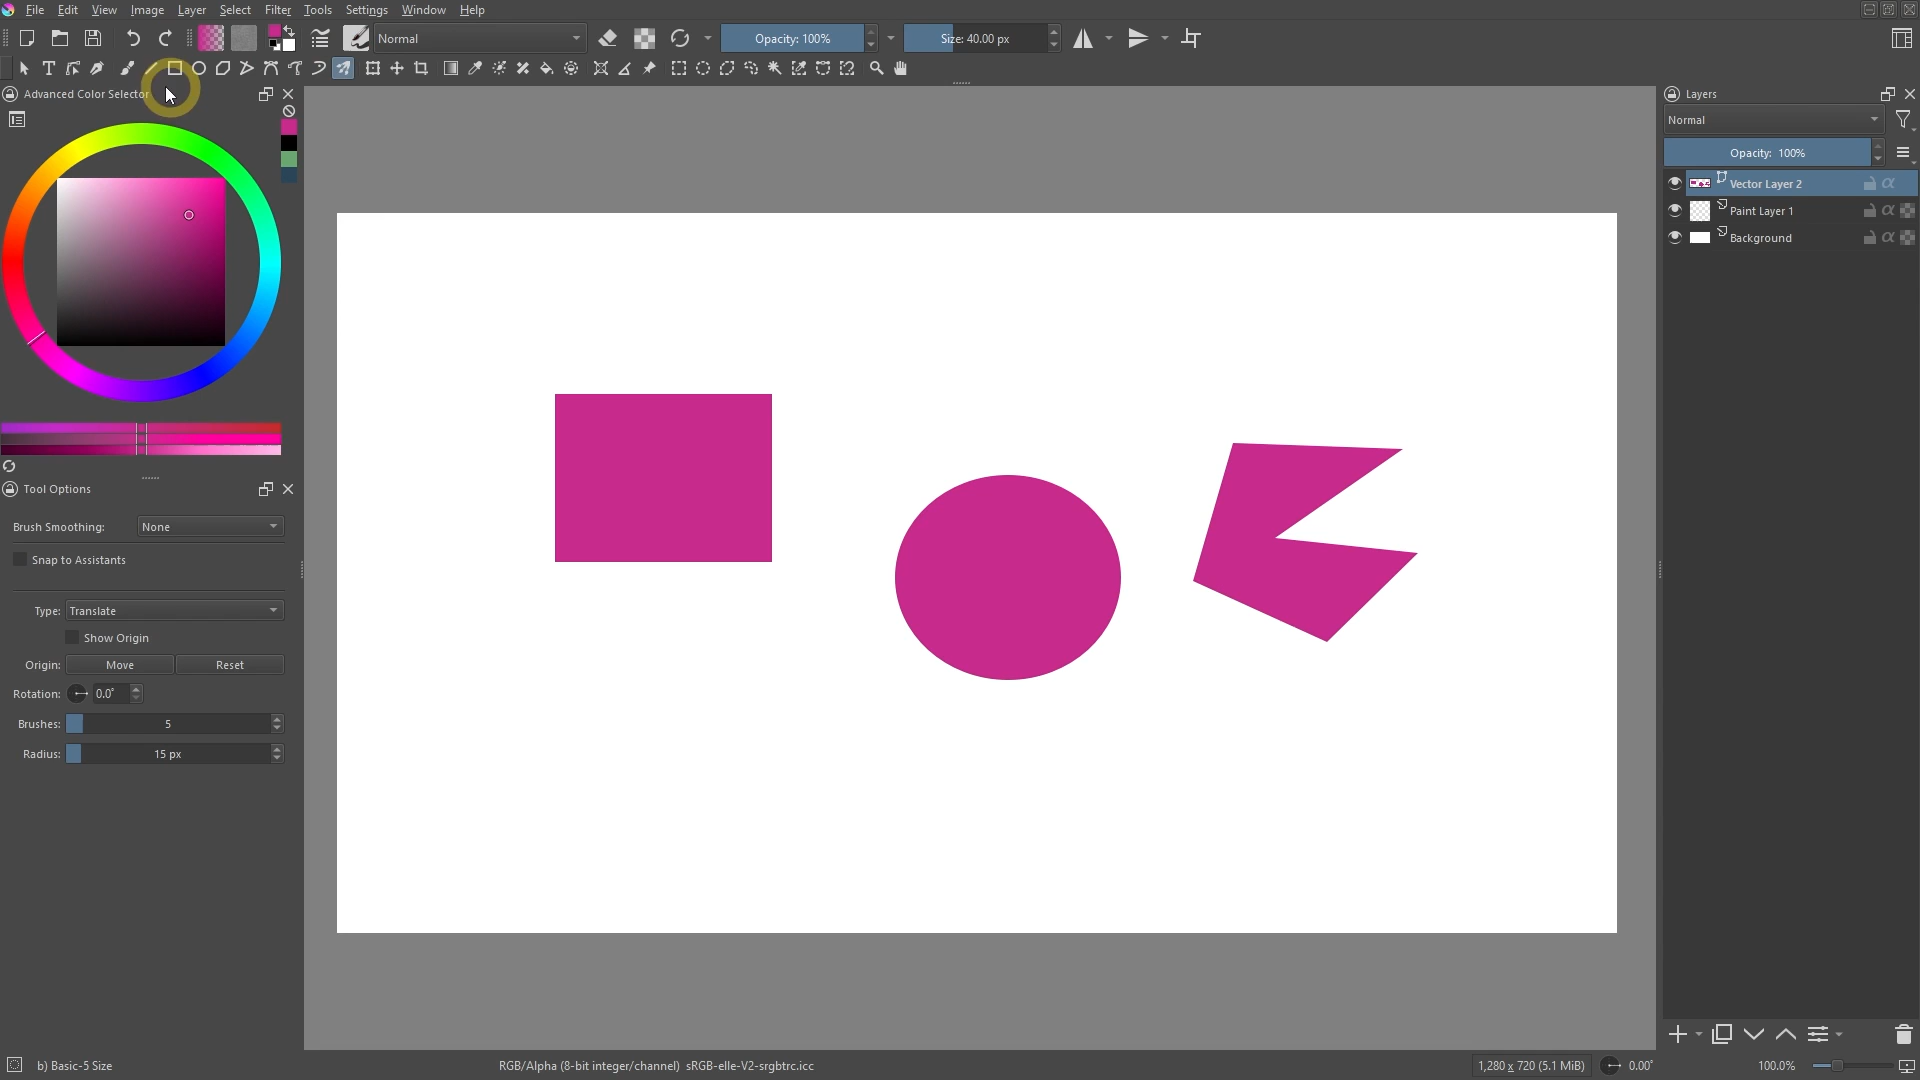 File Edit View Image Layer Select Filter Tools Settings Window Help
Normal Opacity: 100% Size: 40.00 px
Advanced Color Selector
Tool Options
Brush Smoothing: None
Snap to Assistants
Type: Translate
Show Origin
Origin: Move Reset
Rotation: 0.0°
Brushes: 5
Radius: 15 px
Layers
Normal
Opacity: 100%
Vector Layer 2
Paint Layer 1
Background
b) Basic-5 Size RGB/Alpha (8-bit integer/channel) sRGB-elle-V2-srgbtrc.icc 1,280 x 720 (5.1 MiB) 0.00° 100.0%